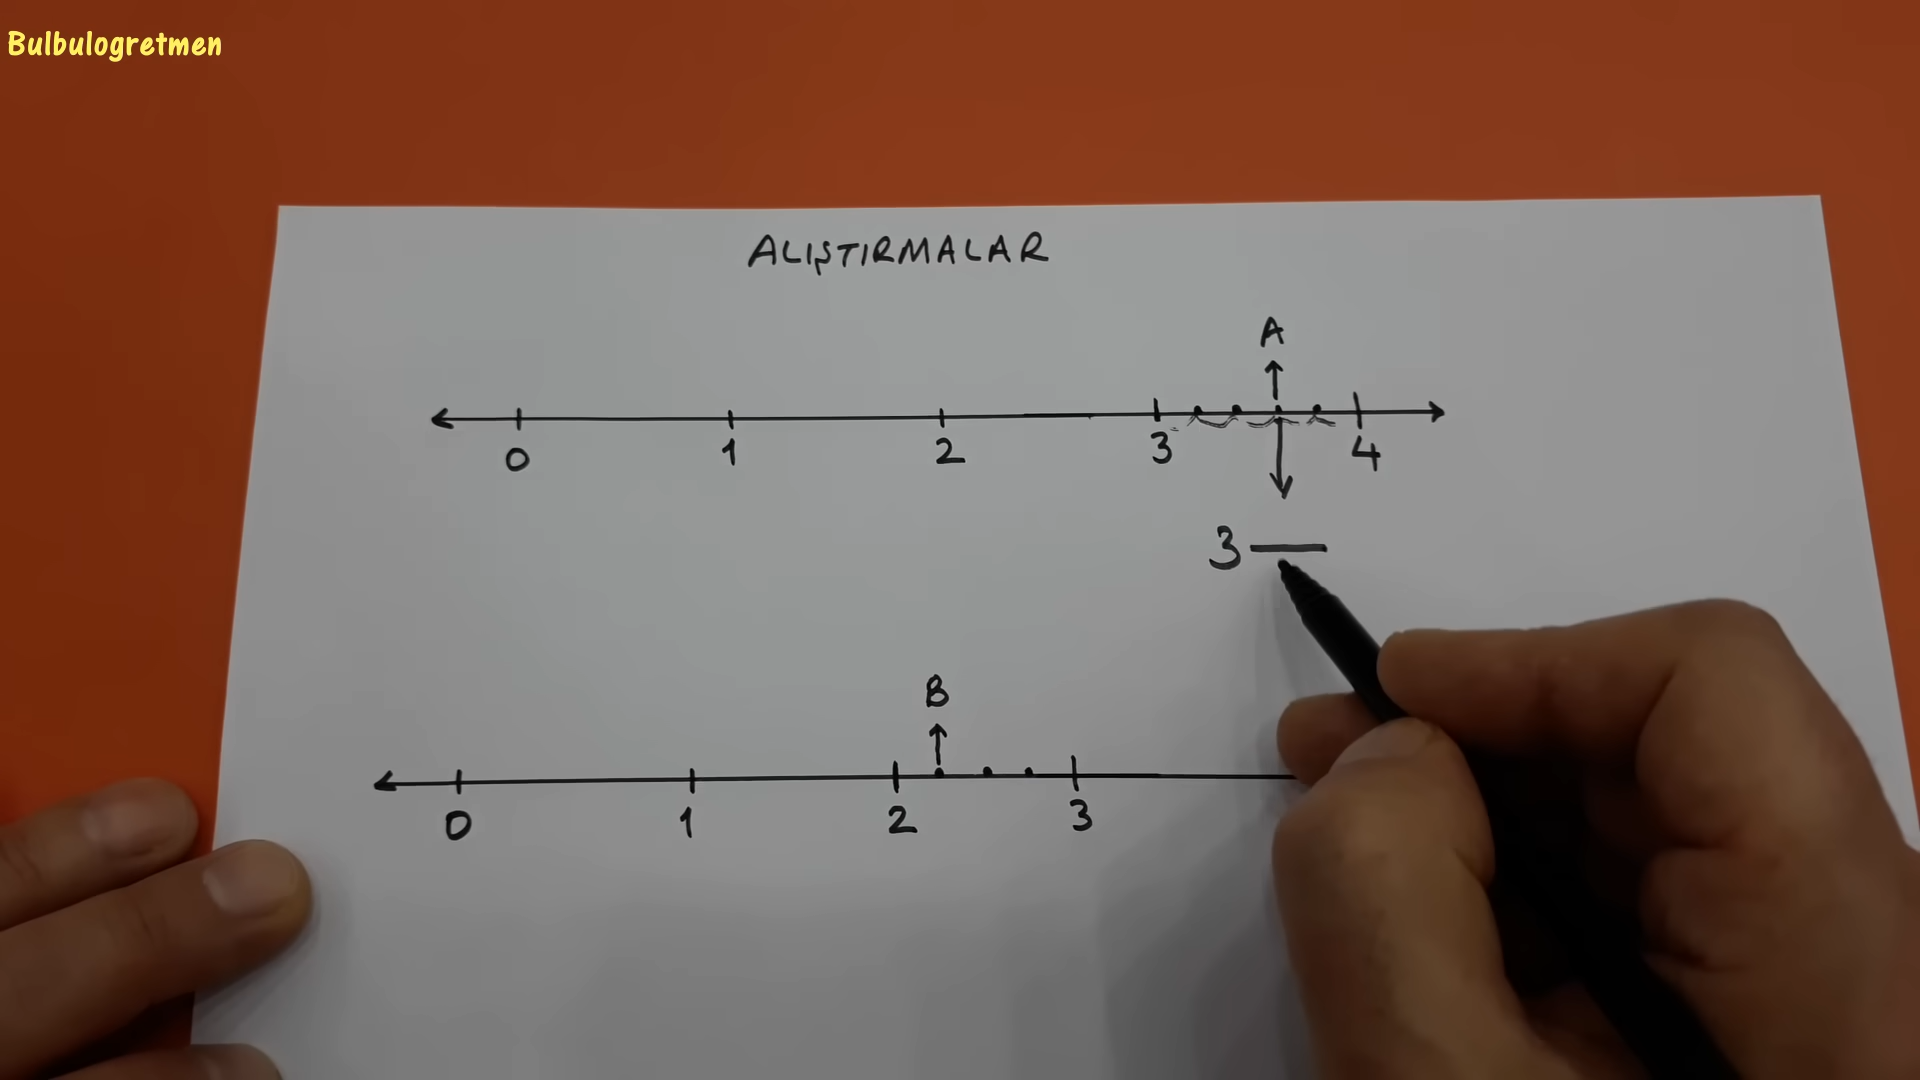 Bulbulogretmen
ALIŞTIRMALAR
A
0 1 2 3 4
3
B
0 1 2 3